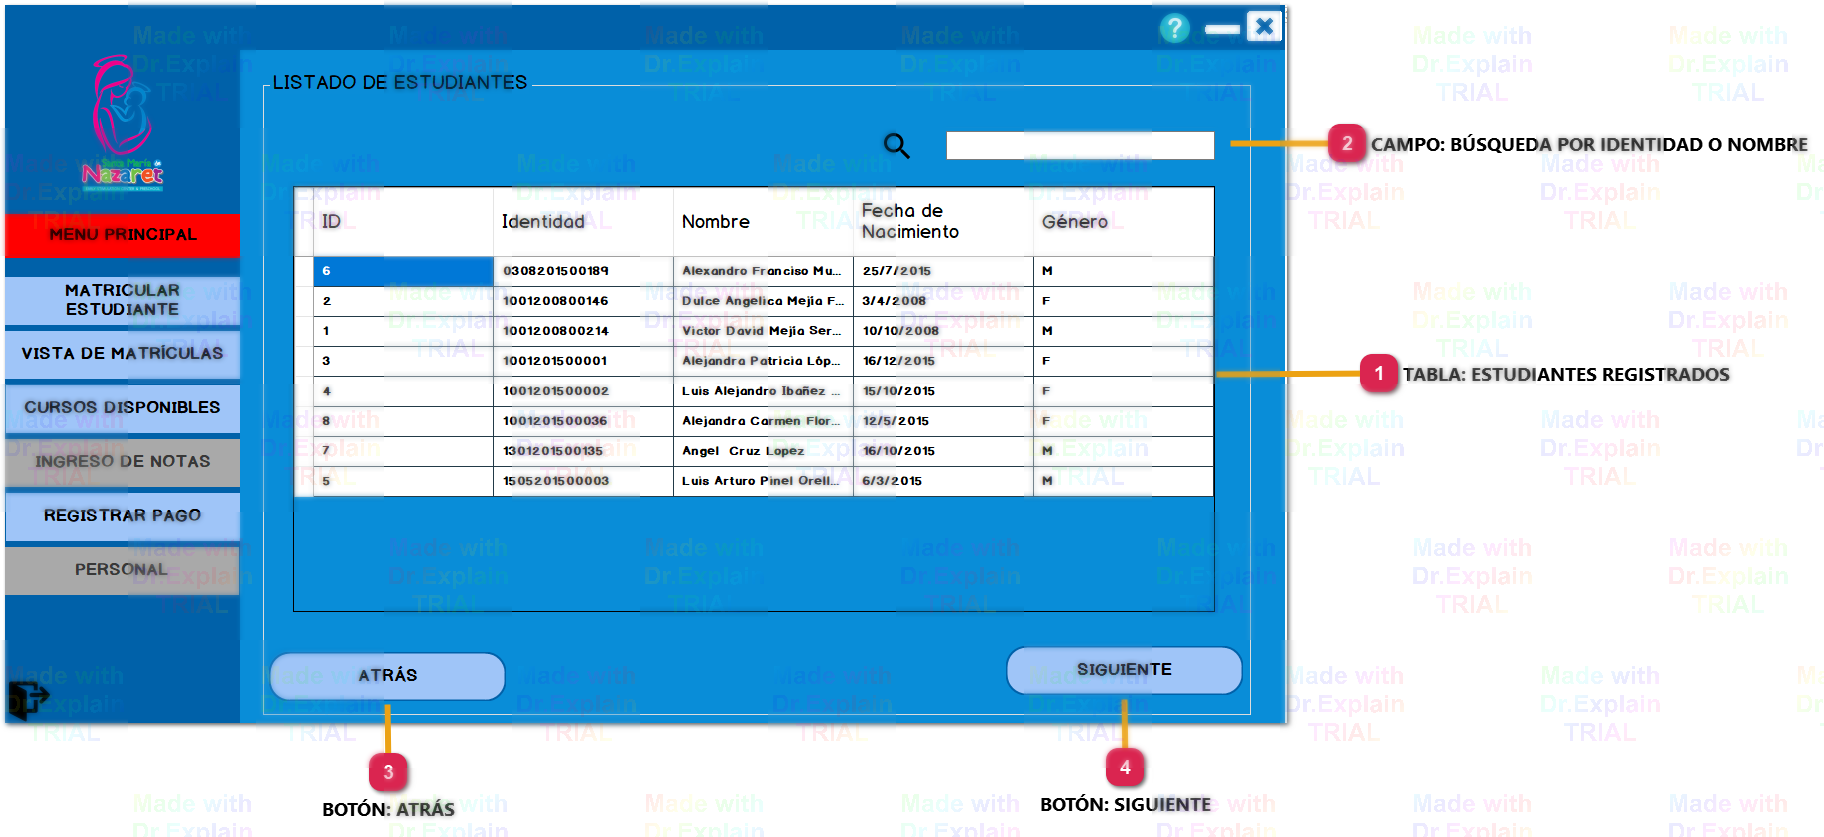 ?
LISTADO DE ESTUDIANTES
Santa María de
Nazaret
2 CAMPO: BÚSQUEDA POR IDENTIDAD O NOMBRE
MENU PRINCIPAL
MATRICULAR
ESTUDIANTE
VISTA DE MATRÍCULAS
CURSOS DISPONIBLES
INGRESO DE NOTAS
REGISTRAR PAGO
PERSONAL
ID Identidad Nombre Fecha de Nacimiento Género
6 0308201500189 Alexandro Franciso Mu... 25/7/2015 M
2 1001200800146 Dulce Angelica Mejia F... 3/4/2008 F
1 1001200800214 Victor David Mejia Ser... 10/10/2008 M
3 1001201500001 Alejandra Patricia Lóp... 16/12/2015 F
4 1001201500002 Luis Alejandro Ibañez ... 15/10/2015 F
8 1001201500036 Alejandra Carmen Flor... 12/5/2015 F
7 1301201500135 Angel Cruz Lopez 16/10/2015 M
5 1505201500003 Luis Arturo Pinel Orell... 6/3/2015 M
1 TABLA: ESTUDIANTES REGISTRADOS
ATRÁS
SIGUIENTE
3
BOTÓN: ATRÁS
4
BOTÓN: SIGUIENTE
Made with
Dr.Explain
TRIAL